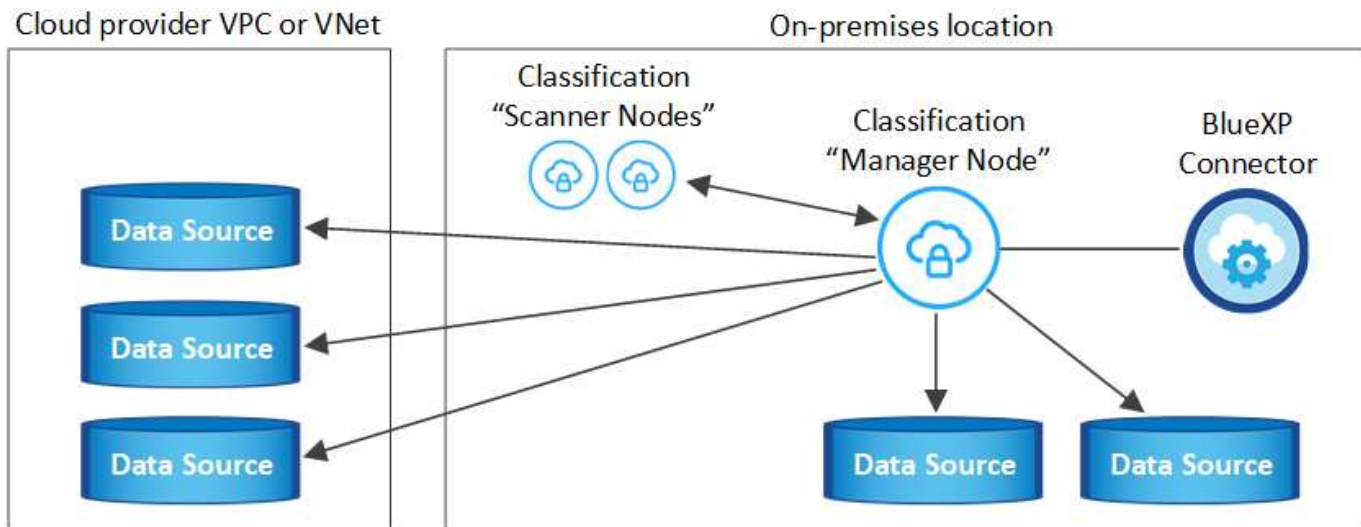 Cloud provider VPC or VNet
On-premises location
Classification
“Scanner Nodes”
Classification
“Manager Node”
BlueXP
Connector
Data Source
Data Source
Data Source
Data Source
Data Source